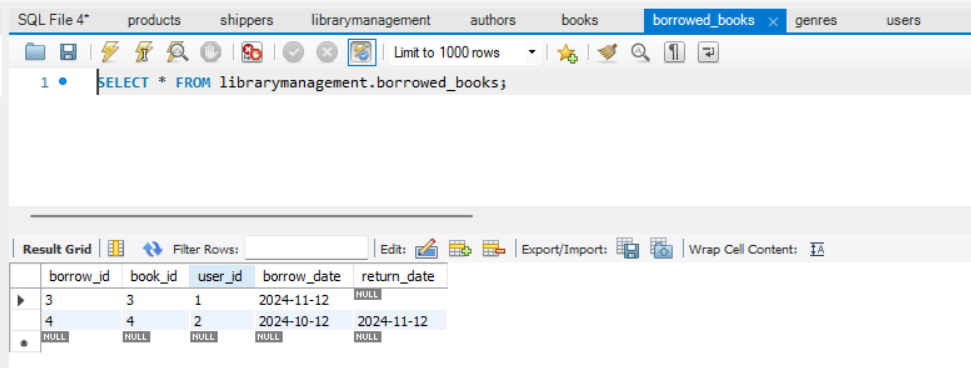 SQL File 4* products shippers librarymanagement authors books borrowed_books genres users
Limit to 1000 rows
1 SELECT * FROM librarymanagement.borrowed_books;
Result Grid Filter Rows: Edit: Export/Import: Wrap Cell Content:
borrow_id book_id user_id borrow_date return_date
3 3 1 2024-11-12 NULL
4 4 2 2024-10-12 2024-11-12
NULL NULL NULL NULL NULL